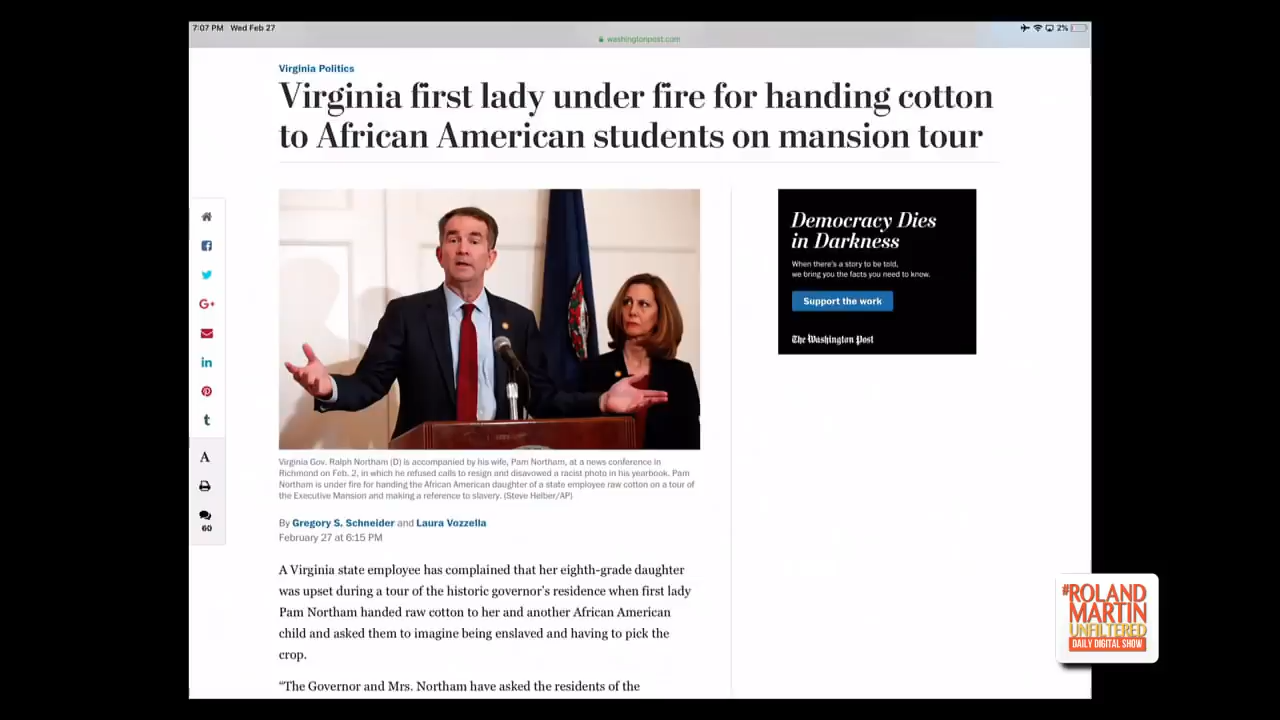 7:07 PM Wed Feb 27
2%
washingtonpost.com
Virginia Politics
Virginia first lady under fire for handing cotton
to African American students on mansion tour
Democracy Dies
in Darkness
When there's a story to be told,
we bring you the facts you need to know.
Support the work
The Washington Post
G+
in
t
A
60
Virginia Gov. Ralph Northam (D) is accompanied by his wife, Pam Northam, at a news conference in
Richmond on Feb. 2, in which he refused calls to resign and disavowed a racist photo in his yearbook. Pam
Northam is under fire for handing the African American daughter of a state employee raw cotton on a tour of
the Executive Mansion and making a reference to slavery. (Steve Helber/AP)
By Gregory S. Schneider and Laura Vozzella
February 27 at 6:15 PM
A Virginia state employee has complained that her eighth-grade daughter
was upset during a tour of the historic governor's residence when first lady
Pam Northam handed raw cotton to her and another African American
child and asked them to imagine being enslaved and having to pick the
crop.
"The Governor and Mrs. Northam have asked the residents of the
#ROLAND
MARTIN
UNFILTERED
DAILY DIGITAL SHOW